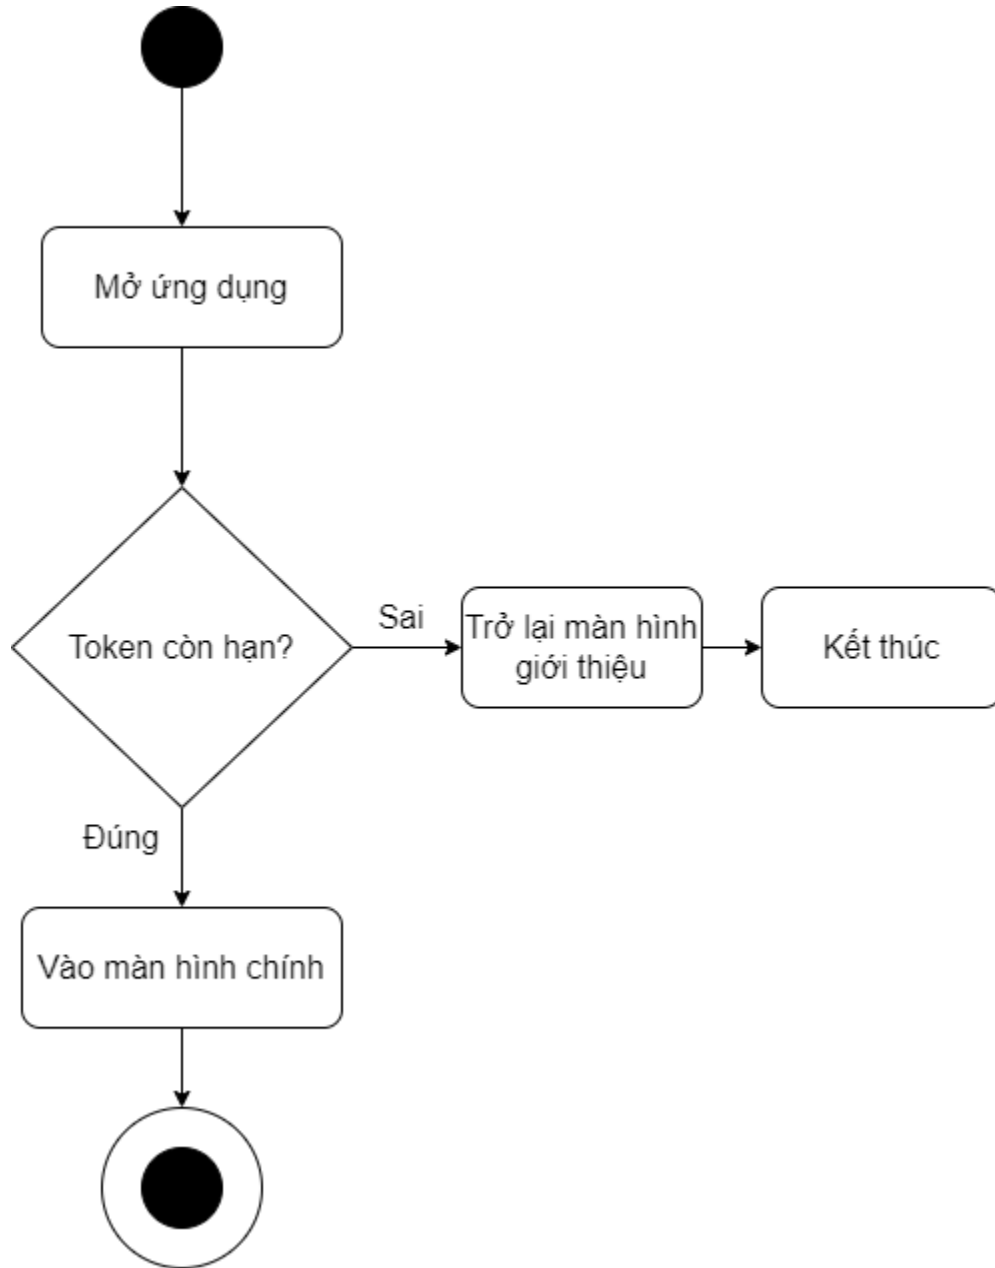 Mở ứng dụng
Token còn hạn?
Sai
Trở lại màn hình
giới thiệu
Kết thúc
Đúng
Vào màn hình chính